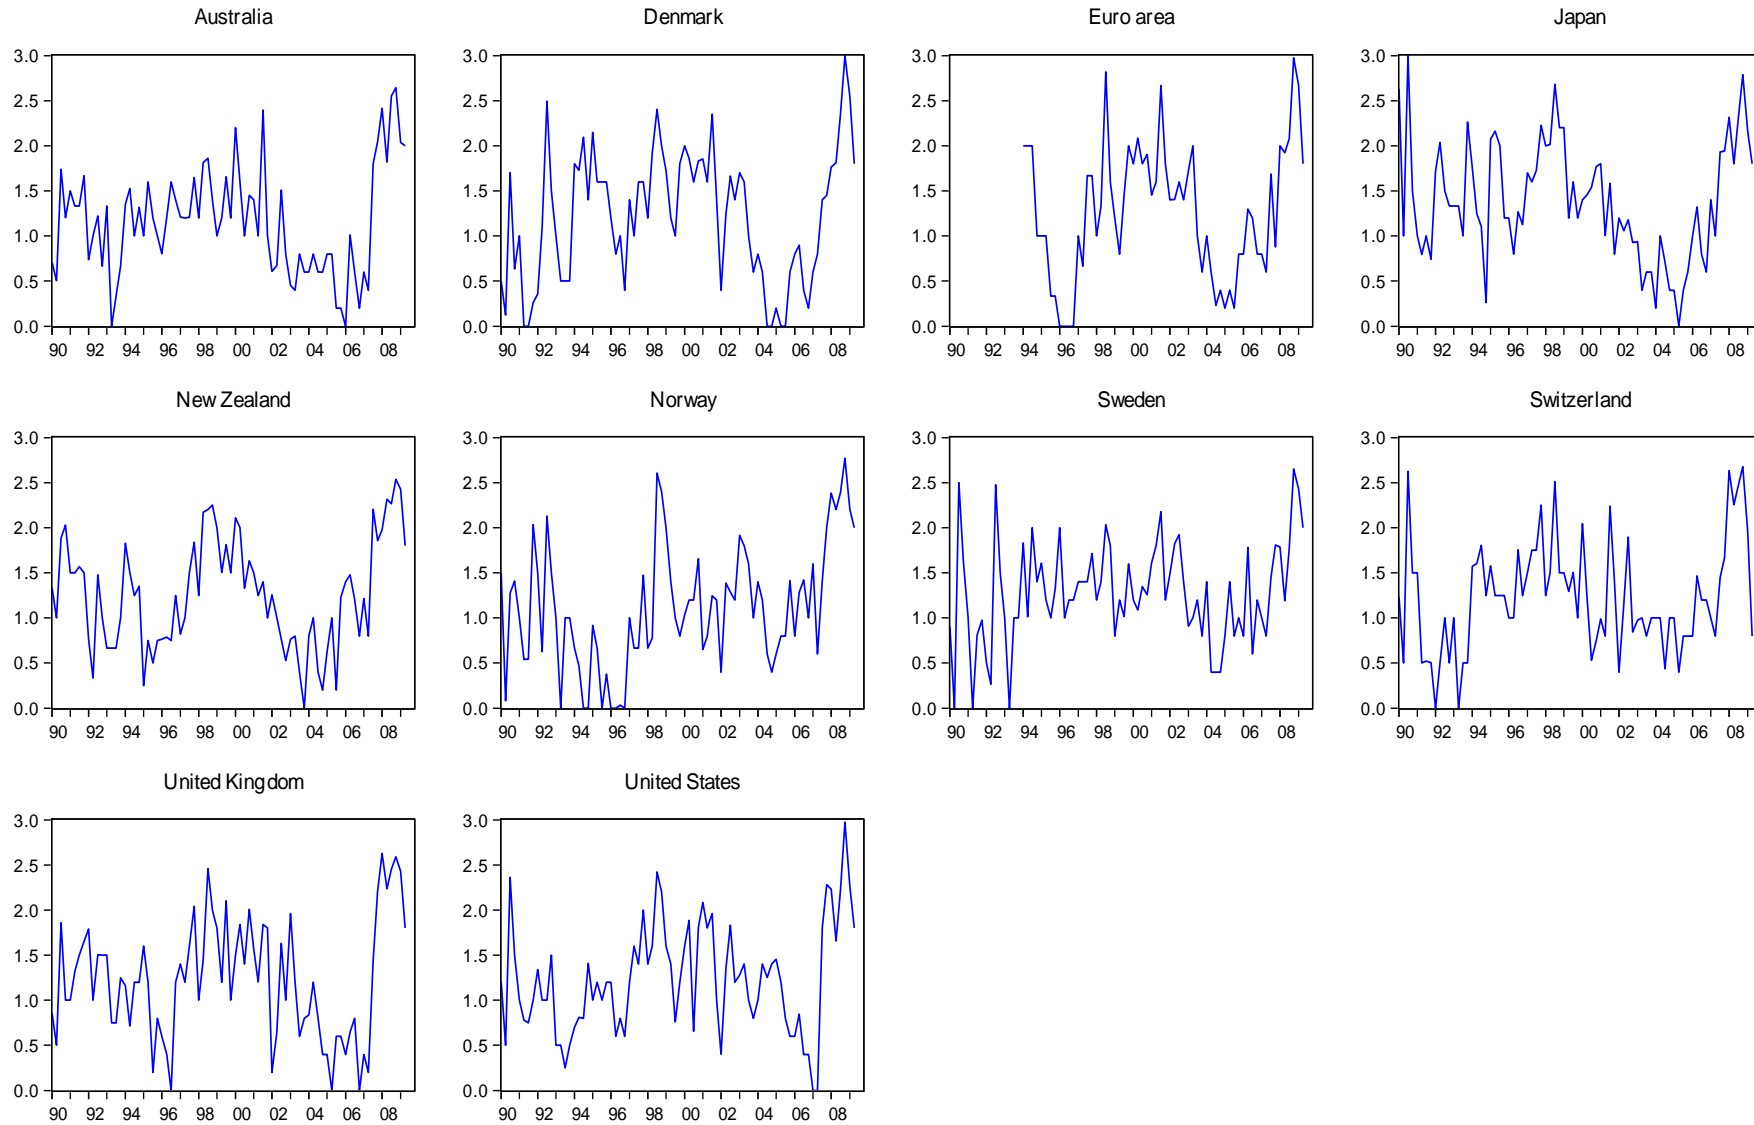 Australia Denmark Euro area Japan
3.0 3.0 3.0 3.0
2.5 2.5 2.5 2.5
2.0 2.0 2.0 2.0
1.5 1.5 1.5 1.5
1.0 1.0 1.0 1.0
0.5 0.5 0.5 0.5
0.0 0.0 0.0 0.0
90 92 94 96 98 00 02 04 06 08 90 92 94 96 98 00 02 04 06 08 90 92 94 96 98 00 02 04 06 08 90 92 94 96 98 00 02 04 06 08
New Zealand Norway Sweden Switzerland
3.0 3.0 3.0 3.0
2.5 2.5 2.5 2.5
2.0 2.0 2.0 2.0
1.5 1.5 1.5 1.5
1.0 1.0 1.0 1.0
0.5 0.5 0.5 0.5
0.0 0.0 0.0 0.0
90 92 94 96 98 00 02 04 06 08 90 92 94 96 98 00 02 04 06 08 90 92 94 96 98 00 02 04 06 08 90 92 94 96 98 00 02 04 06 08
United Kingdom United States
3.0 3.0
2.5 2.5
2.0 2.0
1.5 1.5
1.0 1.0
0.5 0.5
0.0 0.0
90 92 94 96 98 00 02 04 06 08 90 92 94 96 98 00 02 04 06 08